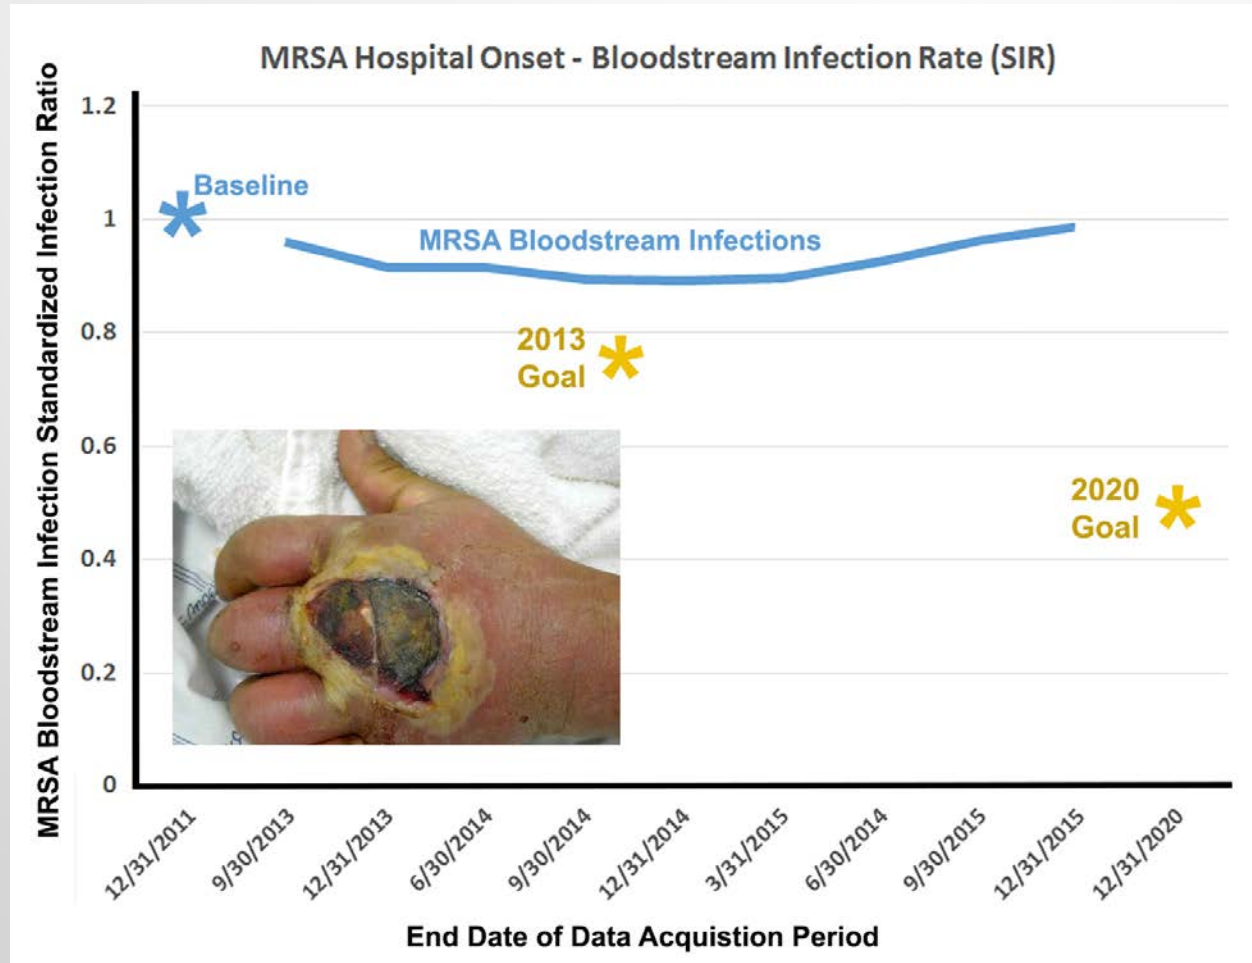 MRSA Hospital Onset - Bloodstream Infection Rate (SIR)
MRSA Bloodstream Infection Standardized Infection Ratio
1.2
1
0.8
0.6
0.4
0.2
0
Baseline
MRSA Bloodstream Infections
2013
Goal
2020
Goal
12/31/2011
9/30/2013
12/31/2013
6/30/2014
9/30/2014
12/31/2014
3/31/2015
6/30/2014
9/30/2015
12/31/2015
12/31/2020
End Date of Data Acquistion Period